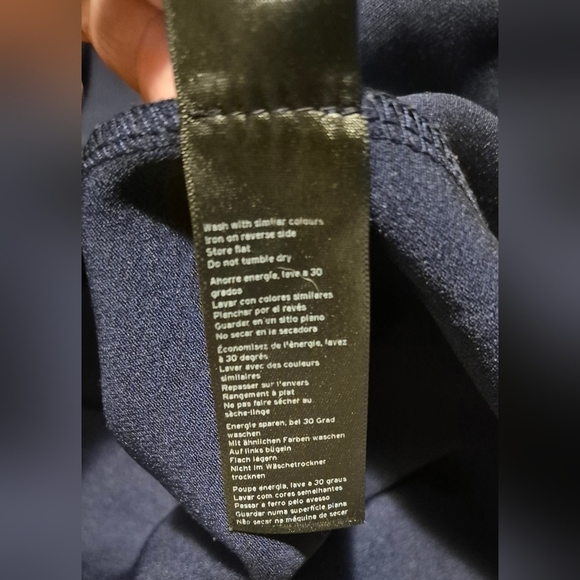 Wash with similar colours
Iron on reverse side
Store flat
Do not tumble dry
Ahorre energía, lave a 30
grados
Lavar con colores similares
Planchar por el ravés
Guardar en un sitio plano
No secar en la secadora
Économisez de l'énergie, lavez
à 30 degrés
Laver avec des couleurs
similaires
Repasser sur l'envers
Rangement à plat
Ne pas faire sécher au
sèche-linge
Energie sparen, bei 30 Grad
waschen
Mit ähnlichen Farben waschen
Auf links bügeln
Flach lagern
Nicht im Wäschetrockner
trocknen
Poupe energia, lave a 30 graus
Lavar com cores semelhantes
Passar a ferro pelo avesso
Guardar numa superfície plana
Não secar na máquina de secar